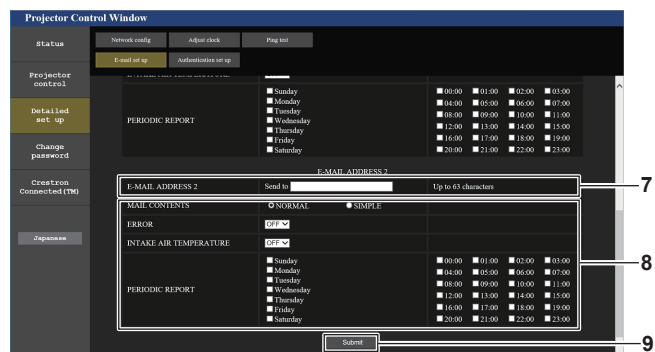 Projector Control Window
Status
Network config Adjust clock Ping test
E-mail set up Authentication set up
Projector
control
Detailed
set up
Change
password
Crestron
Connected(TM)
Japanese
PERIODIC REPORT
Sunday
Monday
Tuesday
Wednesday
Thursday
Friday
Saturday
00:00 01:00 02:00 03:00
04:00 05:00 06:00 07:00
08:00 09:00 10:00 11:00
12:00 13:00 14:00 15:00
16:00 17:00 18:00 19:00
20:00 21:00 22:00 23:00
E-MAIL ADDRESS 2
E-MAIL ADDRESS 2 Send to Up to 63 characters
7
MAIL CONTENTS NORMAL SIMPLE
ERROR OFF
INTAKE AIR TEMPERATURE OFF
8
PERIODIC REPORT
Sunday
Monday
Tuesday
Wednesday
Thursday
Friday
Saturday
00:00 01:00 02:00 03:00
04:00 05:00 06:00 07:00
08:00 09:00 10:00 11:00
12:00 13:00 14:00 15:00
16:00 17:00 18:00 19:00
20:00 21:00 22:00 23:00
Submit
9